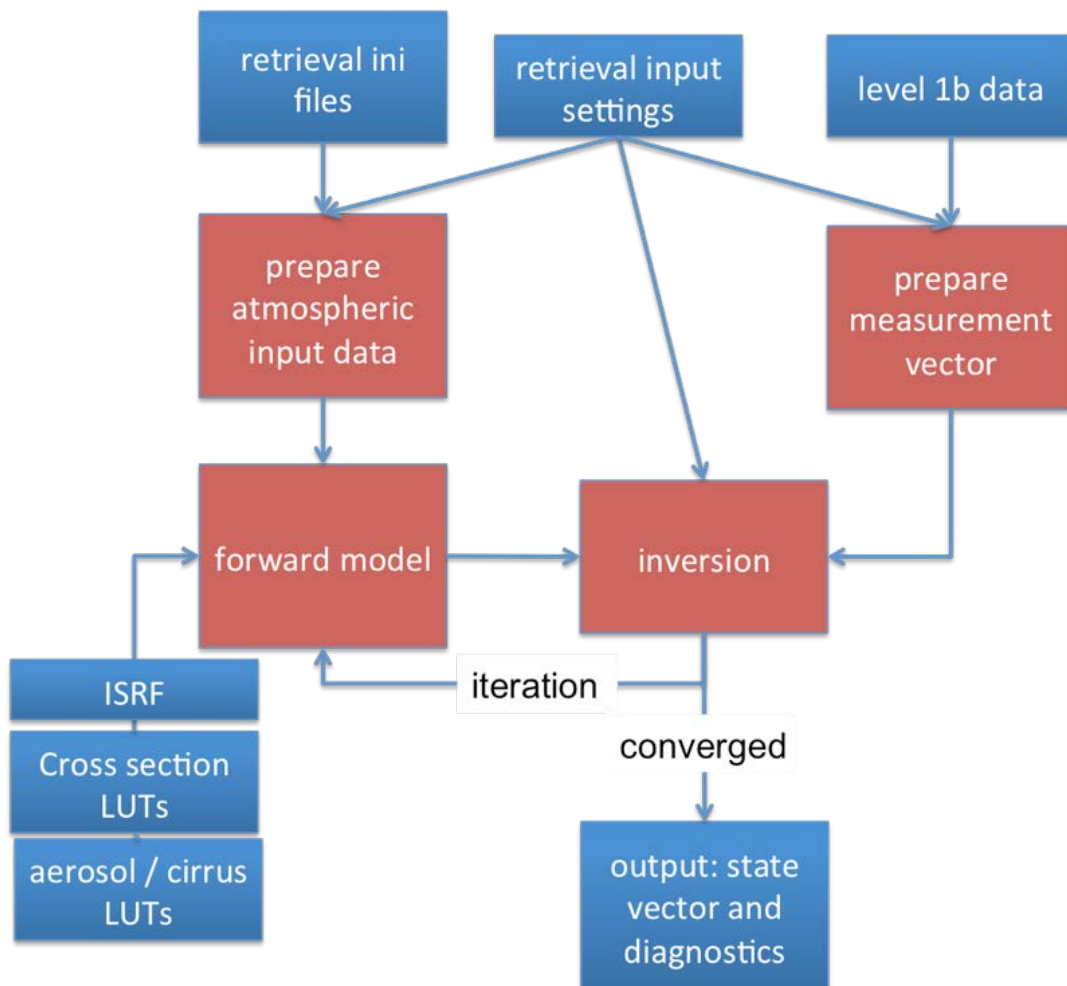 retrieval ini
files
retrieval input
settings
level 1b data
prepare
atmospheric
input data
prepare
measurement
vector
forward model
inversion
ISRF
iteration
Cross section
LUTs
converged
aerosol / cirrus
LUTs
output: state
vector and
diagnostics